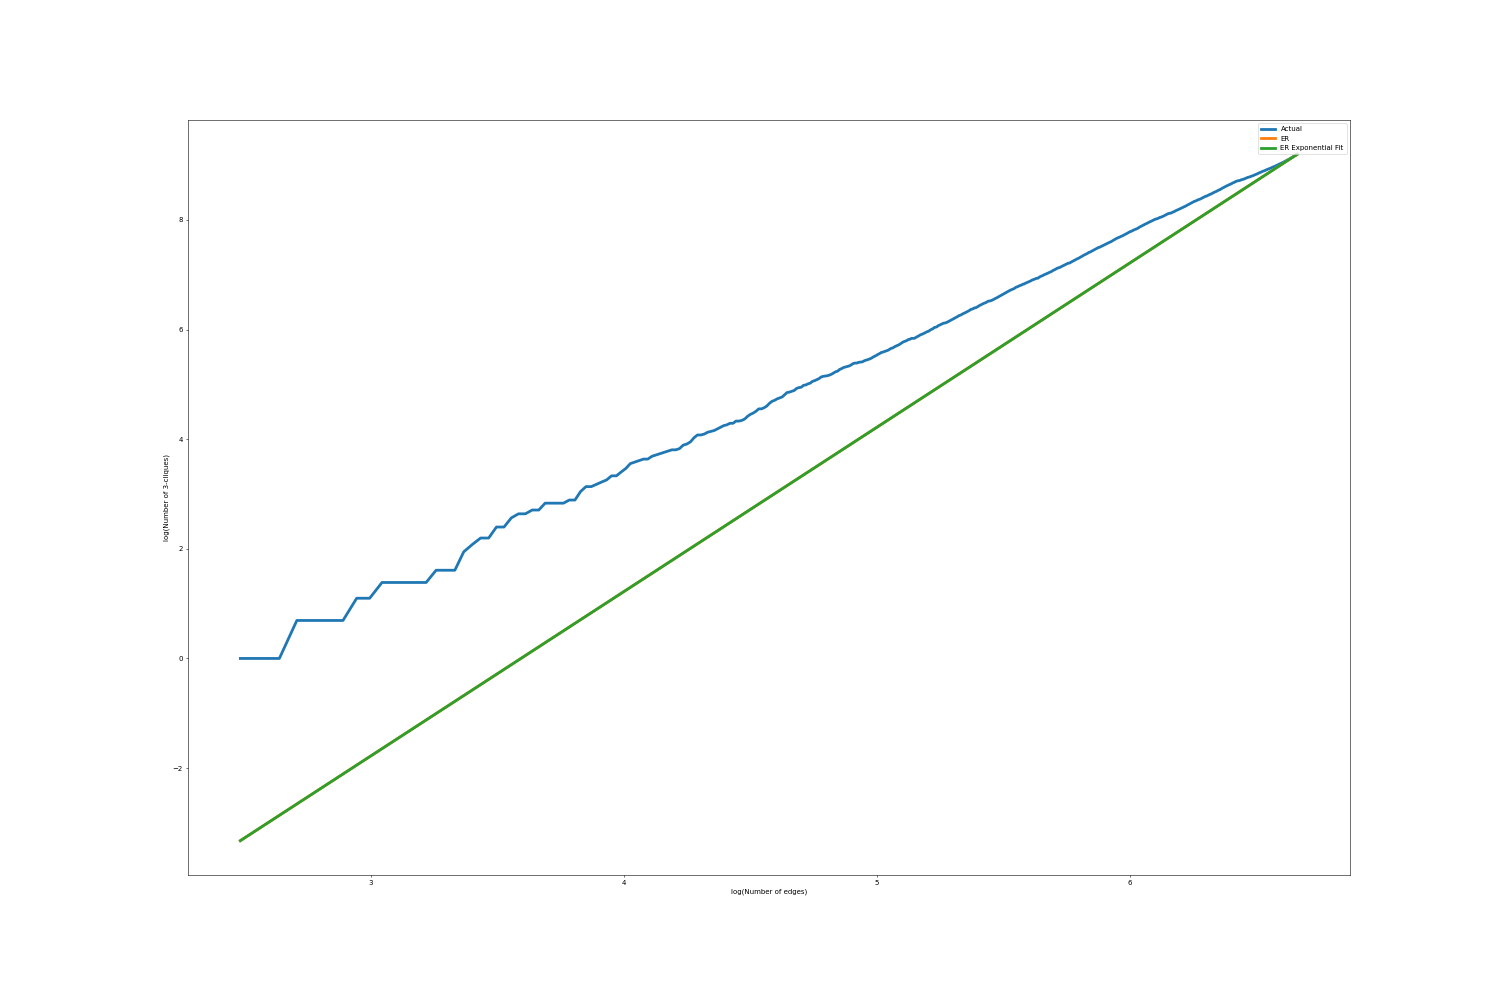 Actual
ER
ER Exponential Fit
8
6
4
2
0
−2
log(Number of 3-cliques)
3
4
5
6
log(Number of edges)